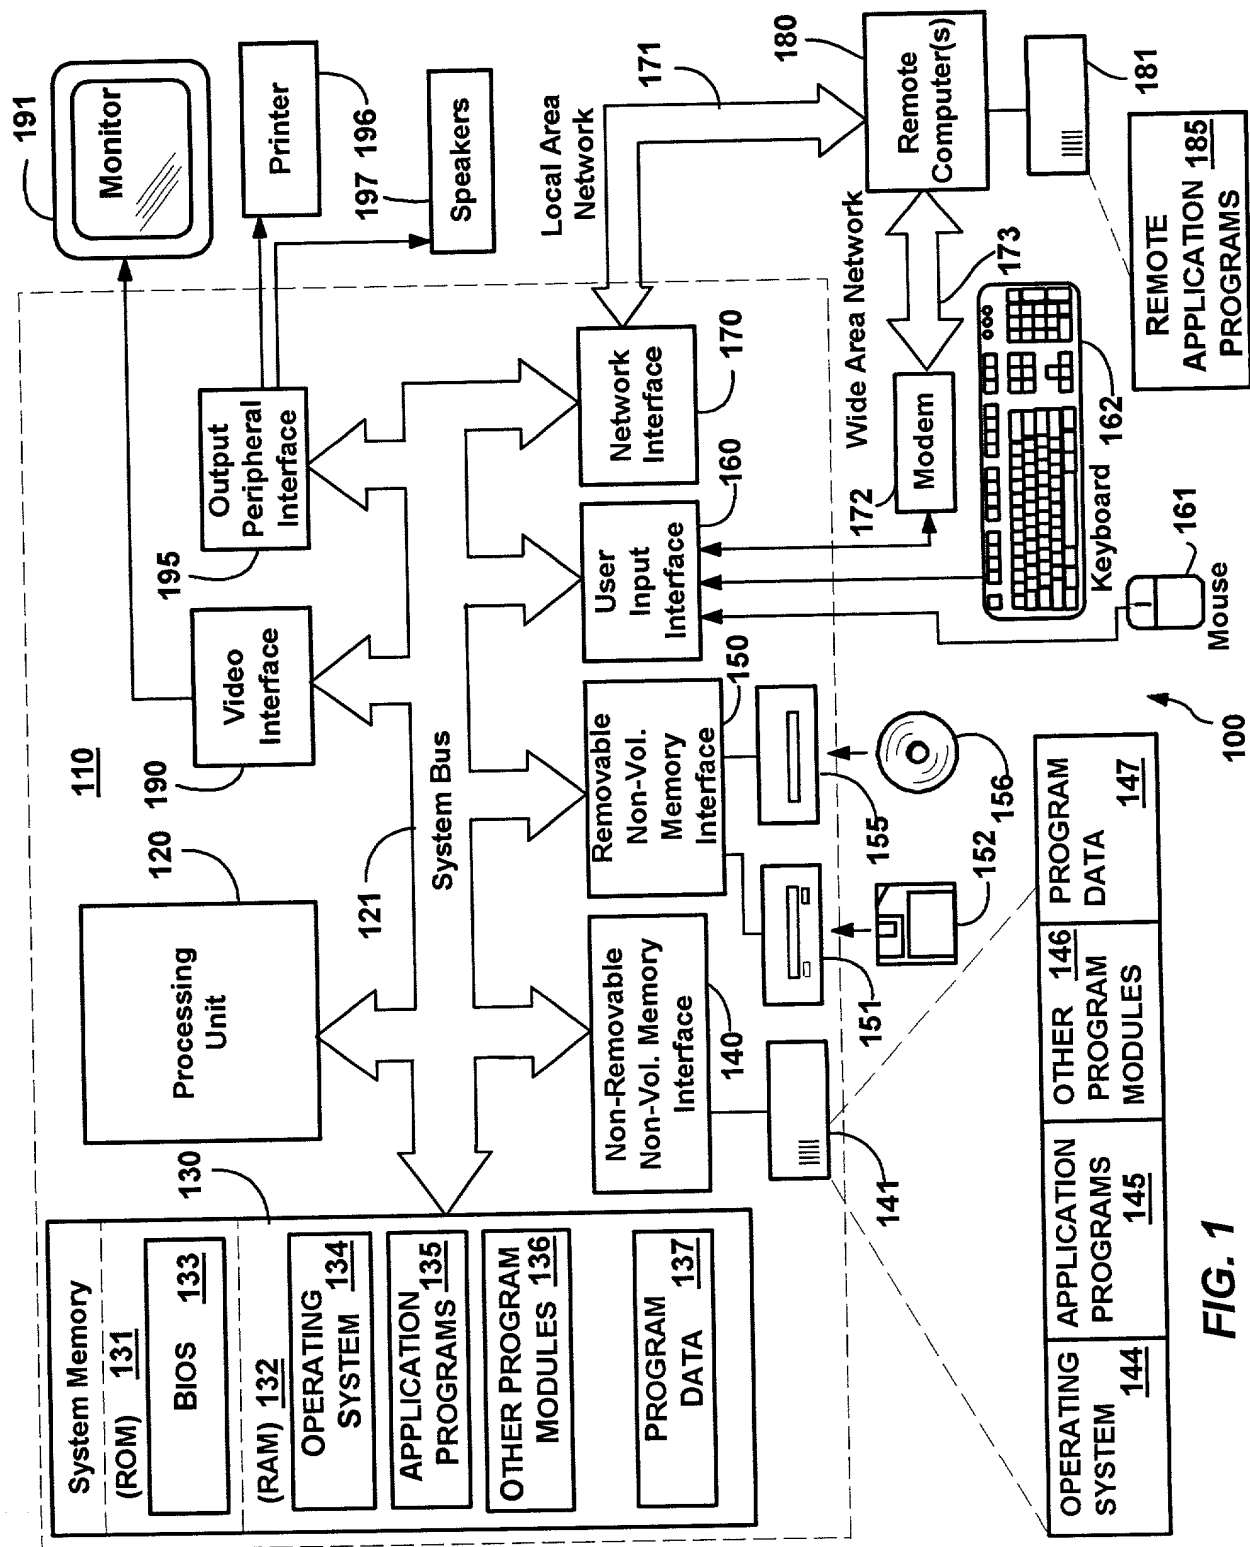 System Memory
(ROM) 131
BIOS 133
(RAM) 132
OPERATING
SYSTEM 134
APPLICATION
PROGRAMS 135
OTHER PROGRAM
MODULES 136
PROGRAM
DATA 137
130
Processing
Unit
120
110
Video
Interface
190
Output
Peripheral
Interface
195
Monitor
191
Printer
196
Speakers
197
121
System Bus
Non-Removable
Non-Vol. Memory
Interface
140
Removable
Non-Vol.
Memory
Interface
150
User
Input
Interface
160
Network
Interface
170
Local Area
Network
171
Remote
Computer(s)
180
181
Wide Area Network
173
Modem
172
141
151
152
155
156
Keyboard
162
Mouse
161
REMOTE
APPLICATION 185
PROGRAMS
OPERATING
SYSTEM 144
APPLICATION
PROGRAMS 145
OTHER 146
PROGRAM
MODULES
PROGRAM
DATA 147
100
FIG. 1